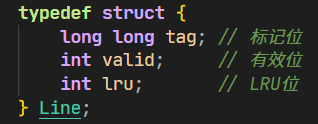 typedef struct {
    long long tag; // 标记位
    int valid;     // 有效位
    int lru;       // LRU位
} Line;